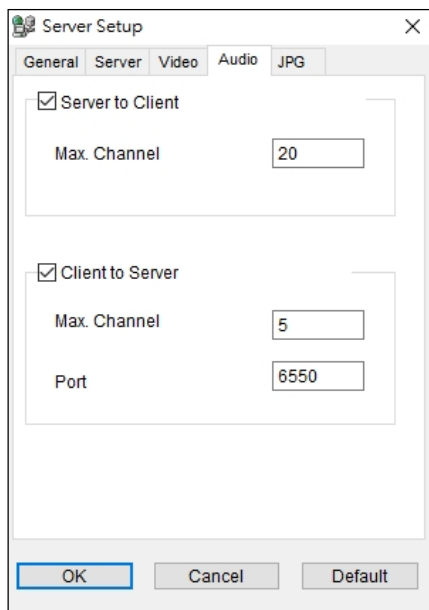 Server Setup
General Server Video Audio JPG
Server to Client
Max. Channel 20
Client to Server
Max. Channel 5
Port 6550
OK Cancel Default